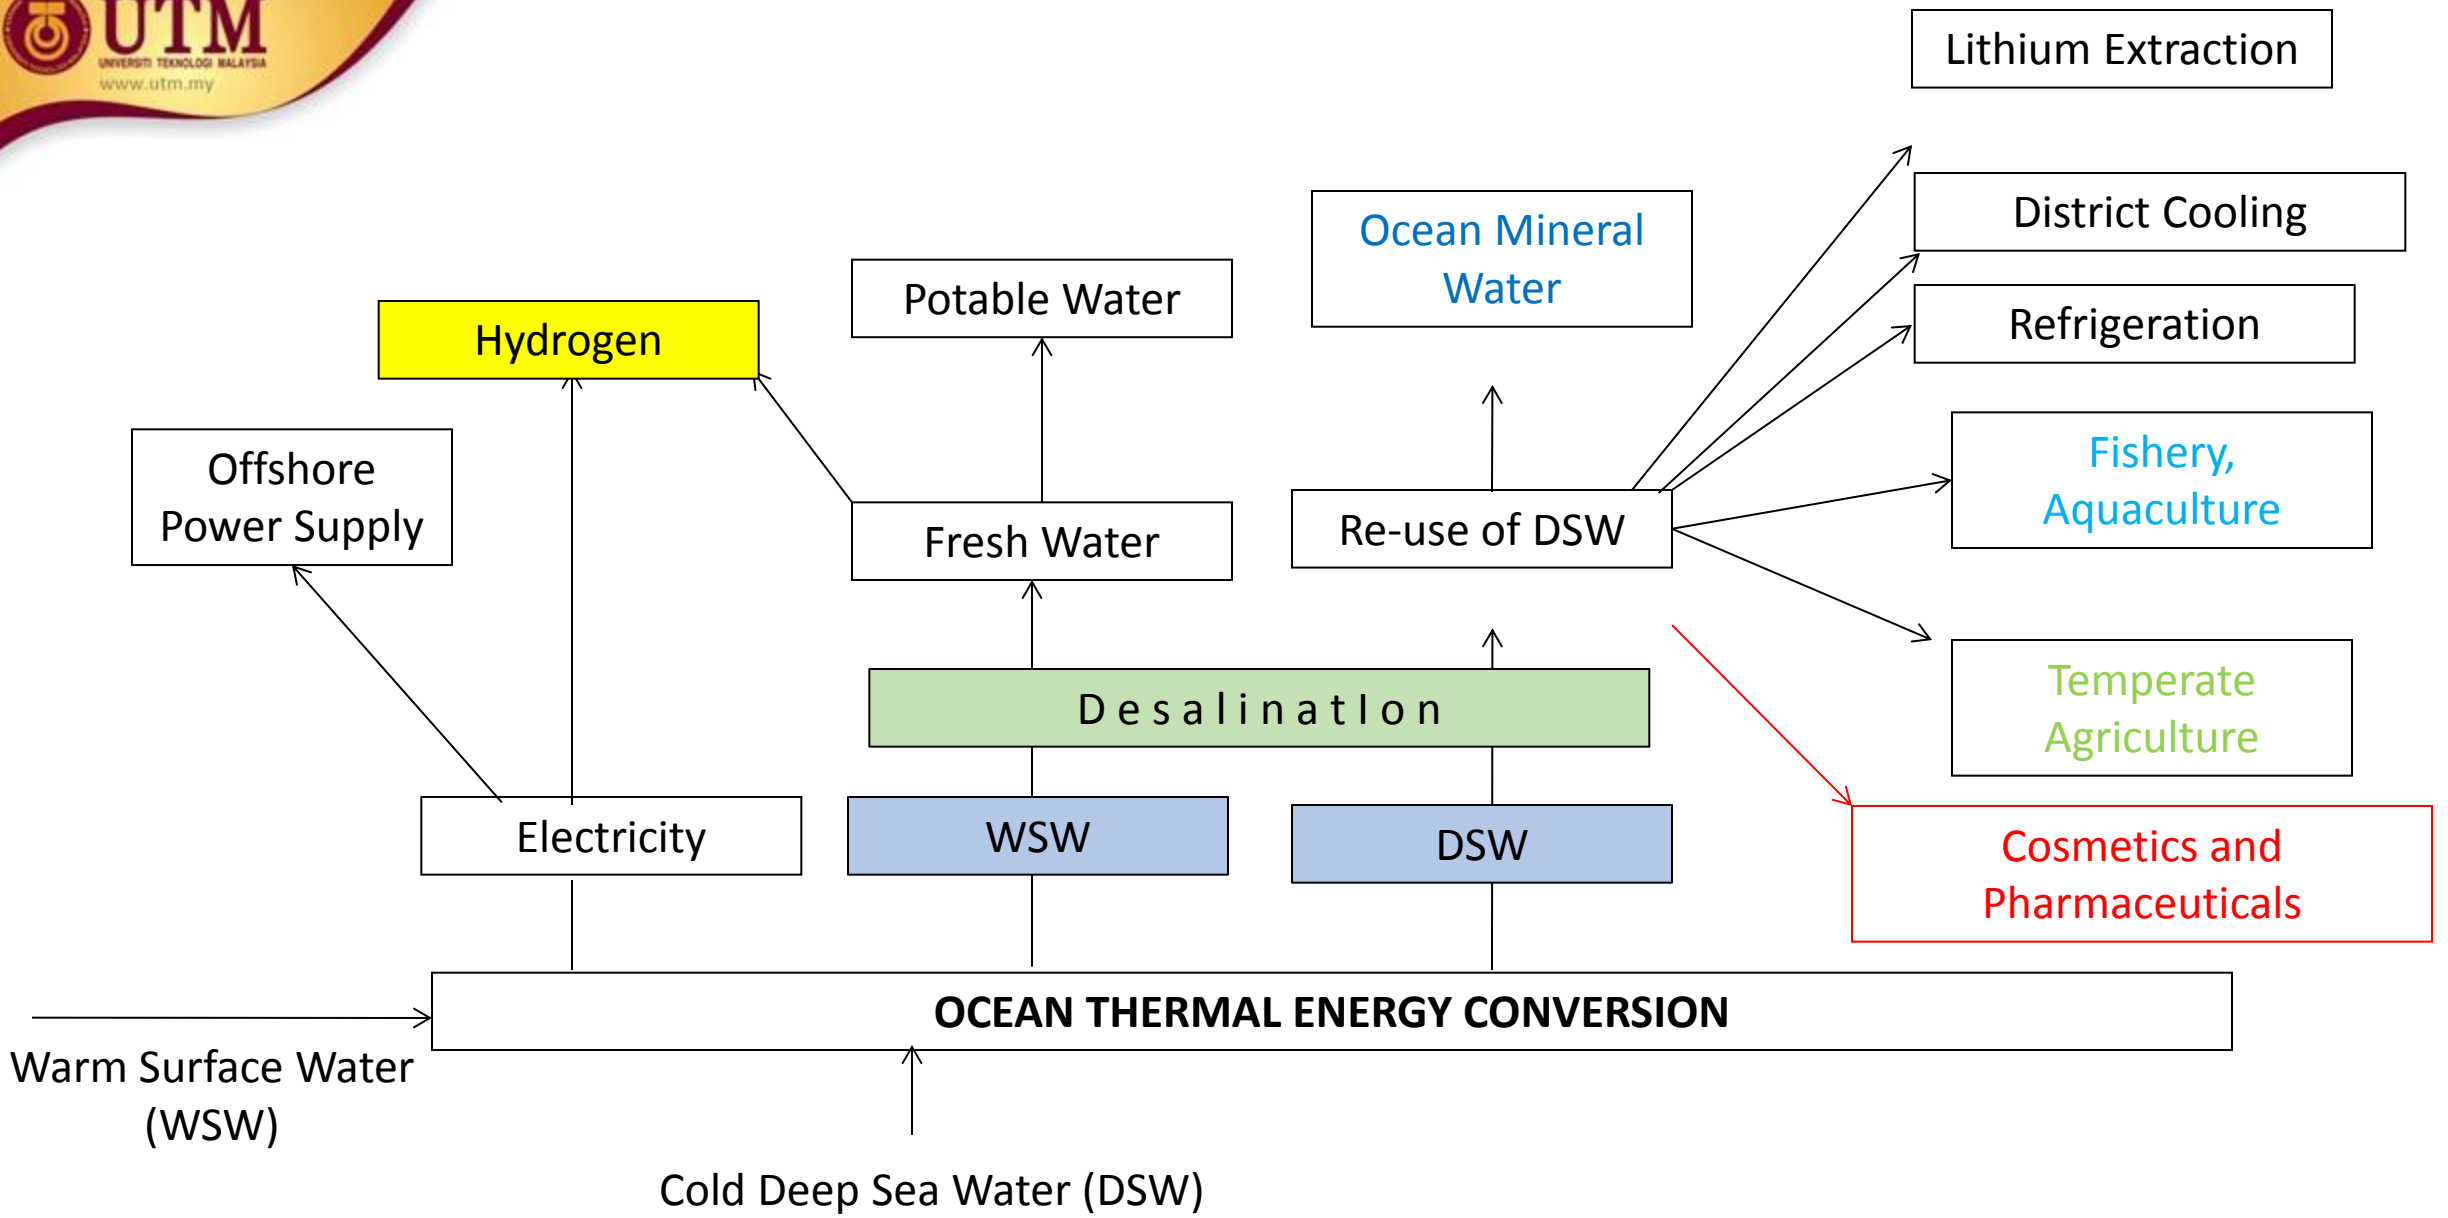 UTM
UNIVERSITI TEKNOLOGI MALAYSIA
www.utm.my
Lithium Extraction
District Cooling
Ocean Mineral
Water
Potable Water
Refrigeration
Hydrogen
Offshore
Power Supply
Fishery,
Aquaculture
Fresh Water
Re-use of DSW
Temperate
Agriculture
D e s a l i n a t I o n
Electricity
WSW
DSW
Cosmetics and
Pharmaceuticals
OCEAN THERMAL ENERGY CONVERSION
Warm Surface Water
(WSW)
Cold Deep Sea Water (DSW)